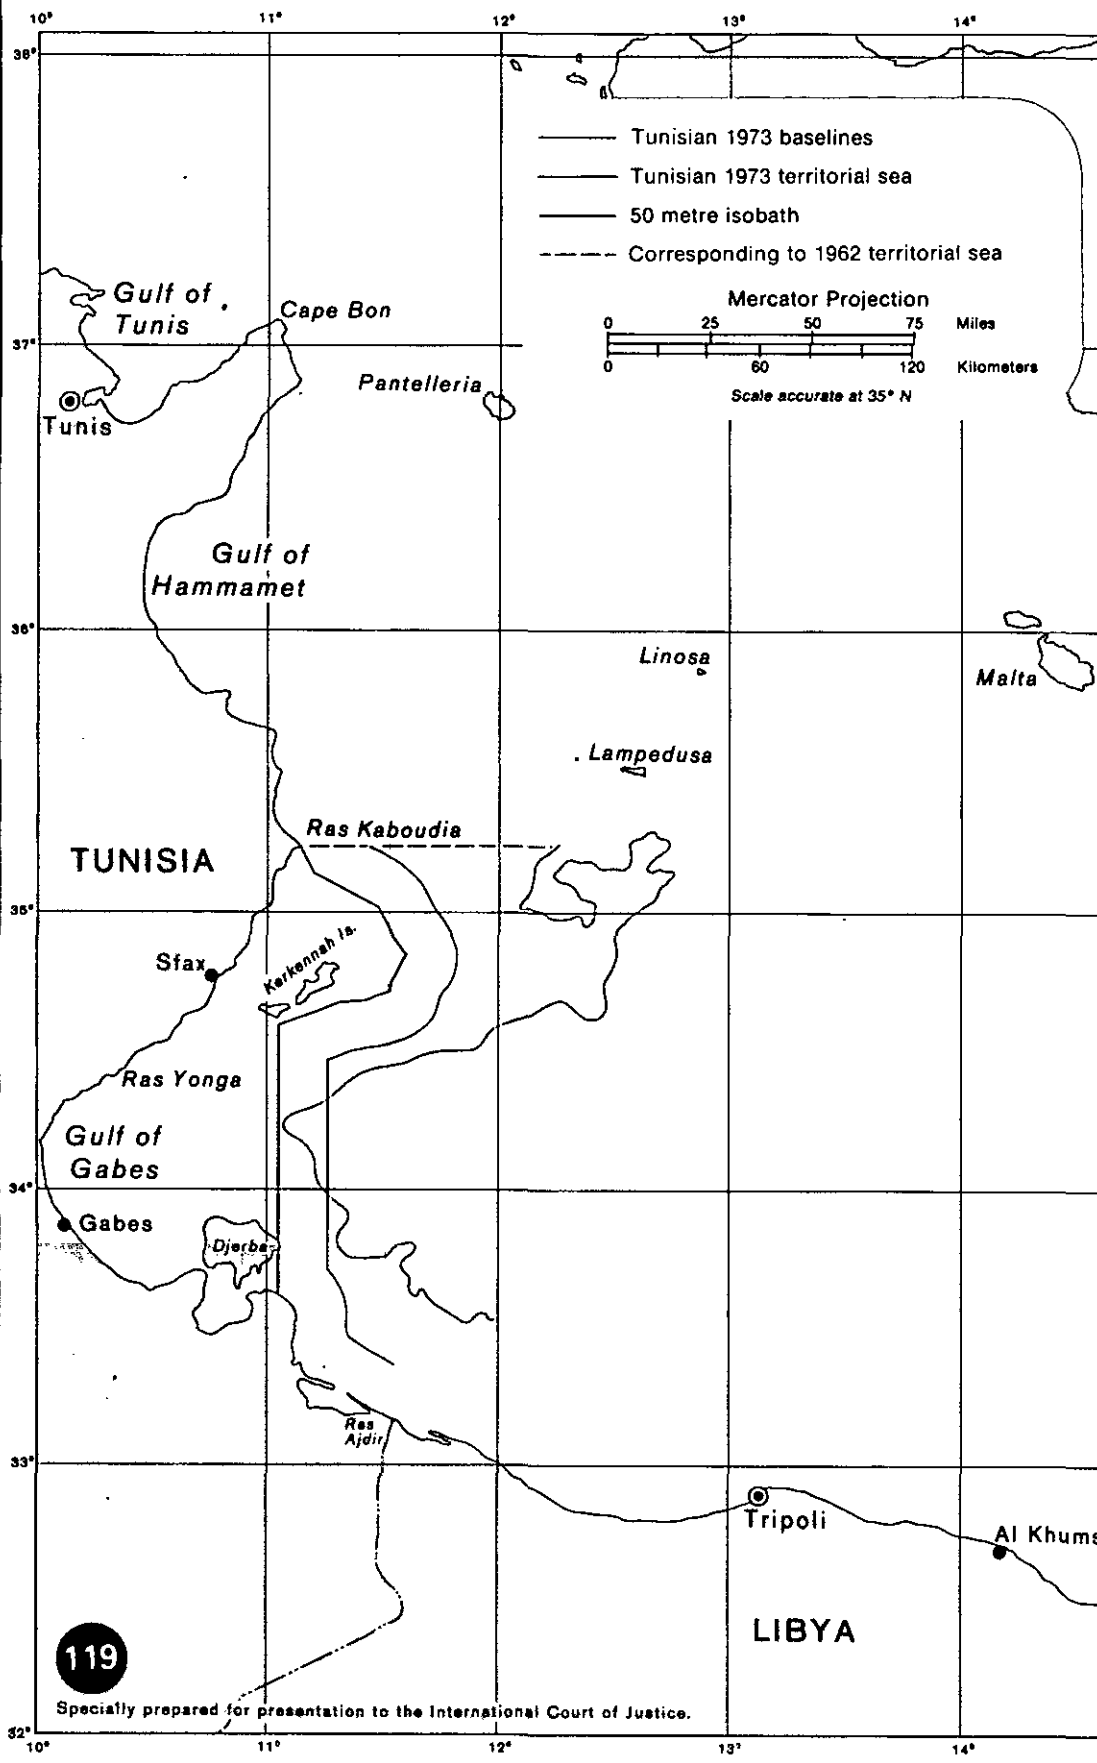 10° 11° 12° 13° 14°
38°
Tunisian 1973 baselines
Tunisian 1973 territorial sea
50 metre isobath
Corresponding to 1962 territorial sea
Mercator Projection
0 25 50 75 Miles
0 60 120 Kilometers
Scale accurate at 35° N
Gulf of
Tunis
Cape Bon
37°
Pantelleria
Tunis
Gulf of
Hammamet
36°
Linosa
Malta
Lampedusa
Ras Kaboudia
TUNISIA
35°
Kerkennah Is.
Sfax
Ras Yonga
Gulf of
Gabes
34°
Gabes
Djerba
Ras
Ajdir
33°
Tripoli
Al Khums
LIBYA
119
Specially prepared for presentation to the International Court of Justice.
32°
10° 11° 12° 13° 14°